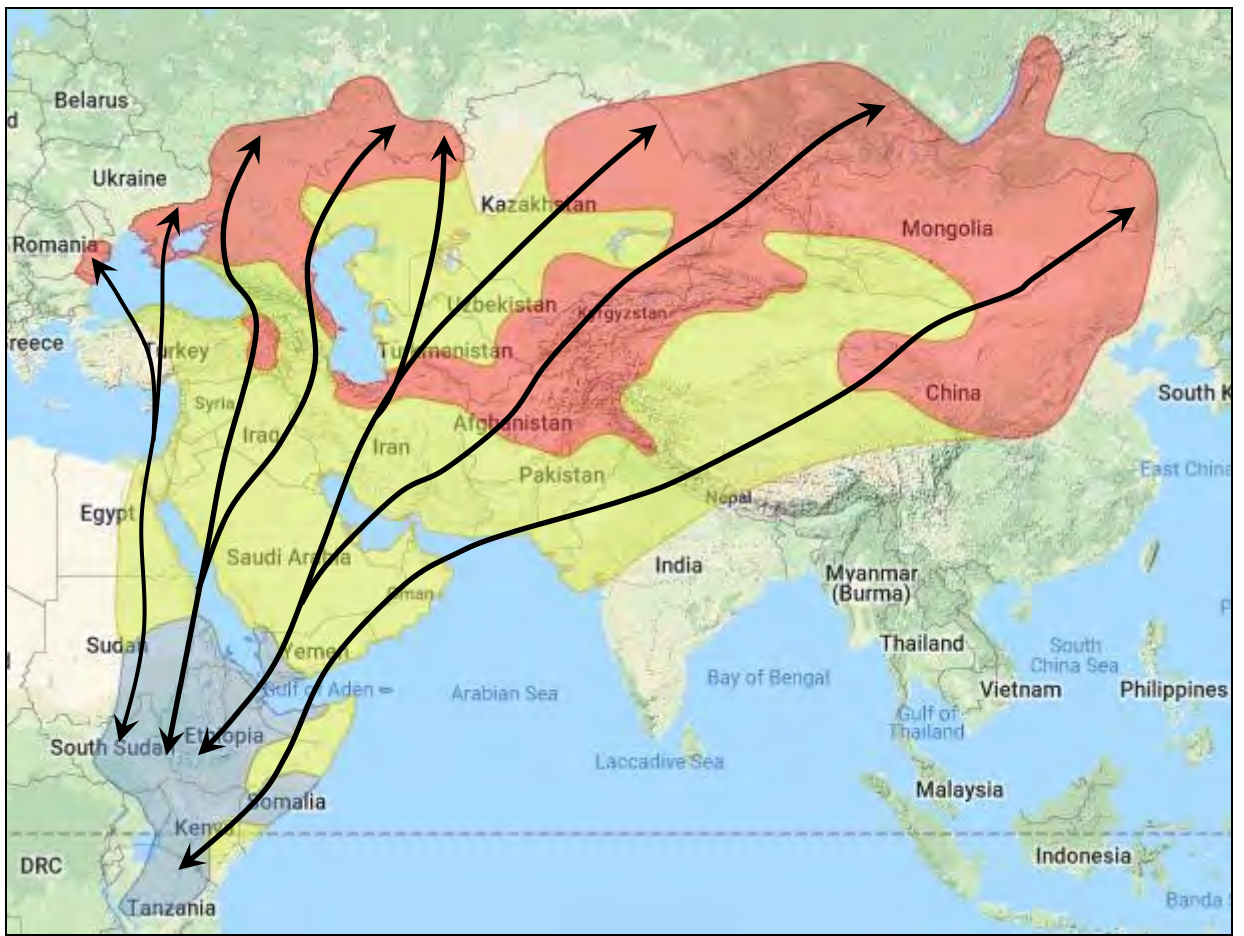 Belarus
d
Ukraine
Kazakhstan
Romania
Mongolia
Uzbekistan
Kyrgyzstan
reece
Turkey
Turkmenistan
China
South K
Syria
Afghanistan
Iraq
Iran
East China
Pakistan
Nepal
Egypt
Saudi Arabia
India
Myanmar
(Burma)
Oman
P
Sudan
Yemen
Thailand
South
China Sea
Gulf of Aden
Arabian Sea
Bay of Bengal
Vietnam
Philippines
Gulf of
Thailand
South Sudan
Ethiopia
Laccadive Sea
Malaysia
Somalia
Kenya
DRC
Indonesia
Tanzania
Banda S